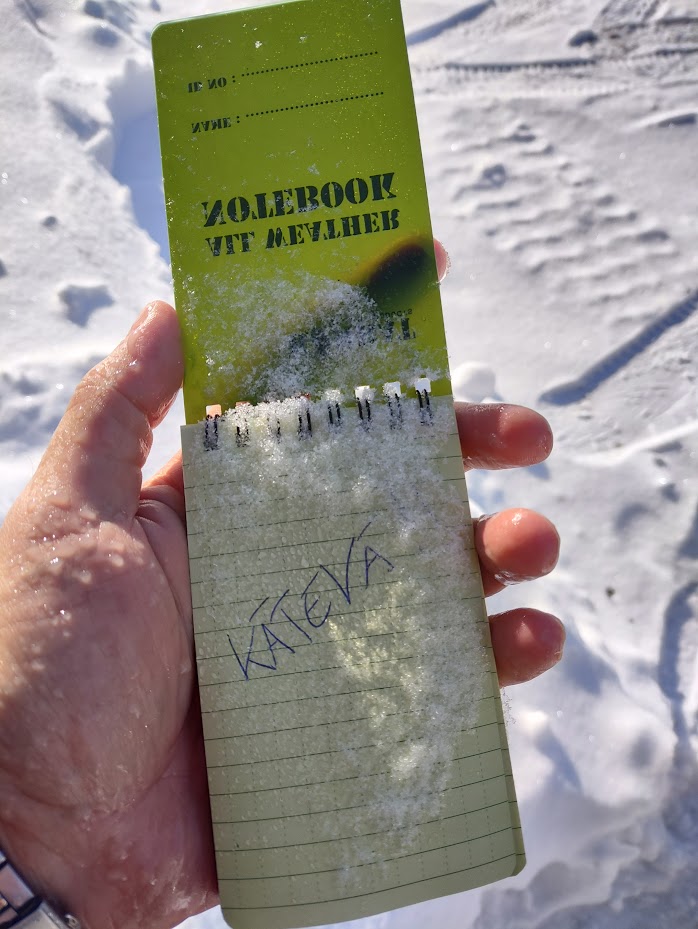 ALL WEATHER
NOTEBOOK
NAME :
ID NO :
KÄTEVÄ